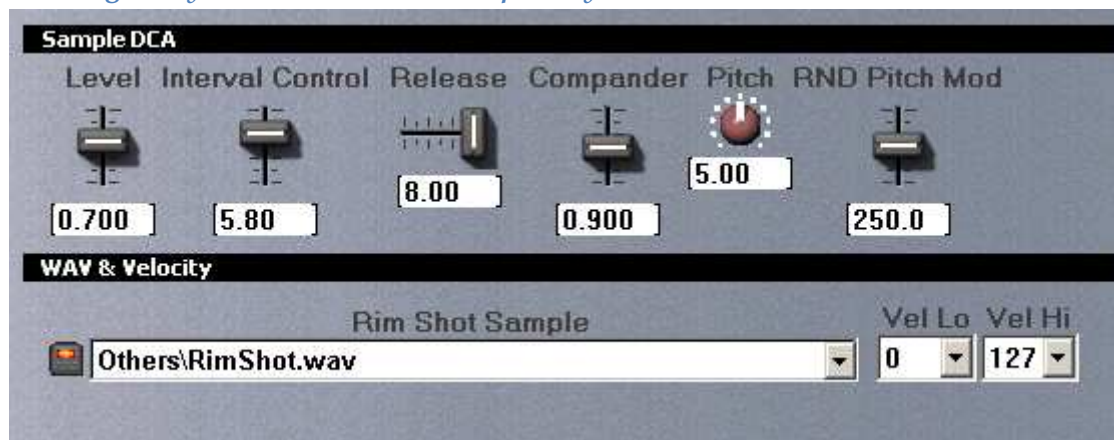 Sample DCA
Level Interval Control Release Compander Pitch RND Pitch Mod
0.700 5.80 8.00 0.900 5.00 250.0
WAV & Velocity
Rim Shot Sample Vel Lo Vel Hi
Others\RimShot.wav 0 127